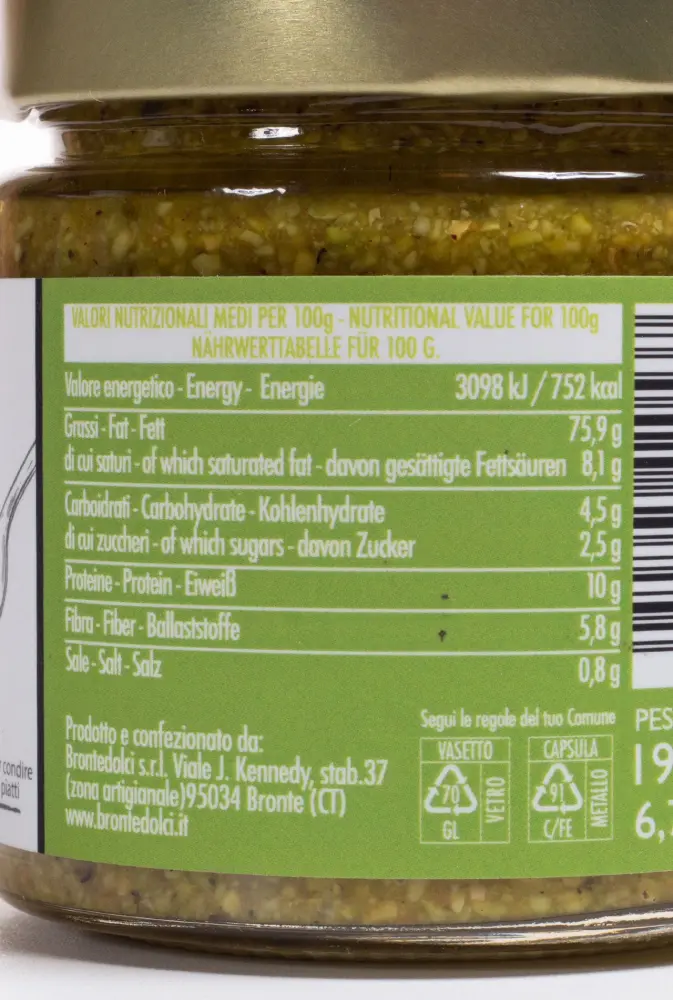 VALORI NUTRIZIONALI MEDI PER 100g - NUTRITIONAL VALUE FOR 100g
NÄHRWERTTABELLE FÜR 100 G.
Valore energetico - Energy - Energie 3098 kJ / 752 kcal
Grassi - Fat - Fett 75,9 g
di cui saturi - of which saturated fat - davon gesättigte Fettsäuren 8,1 g
Carboidrati - Carbohydrate - Kohlenhydrate 4,5 g
di cui zuccheri - of which sugars - davon Zucker 2,5 g
Proteine - Protein - Eiweiß 10 g
Fibra - Fiber - Ballaststoffe 5,8 g
Sale - Salt - Salz 0,8 g
Prodotto e confezionato da:
Brontedolci s.r.l. Viale J. Kennedy, stab.37
(zona artigianale)95034 Bronte (CT)
www.brontedolci.it
Segui le regole del tuo Comune
VASETTO
70
GL
VETRO
CAPSULA
91
C/FE
METALLO
condire
piatti
PES
19
6,